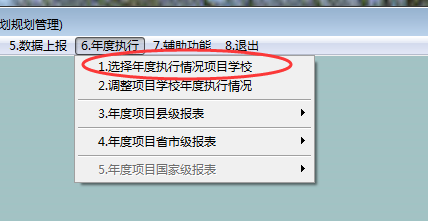 划规划管理)
5.数据上报 6.年度执行 7.辅助功能 8.退出
1.选择年度执行情况项目学校
2.调整项目学校年度执行情况
3.年度项目县级报表
4.年度项目省市级报表
5.年度项目国家级报表